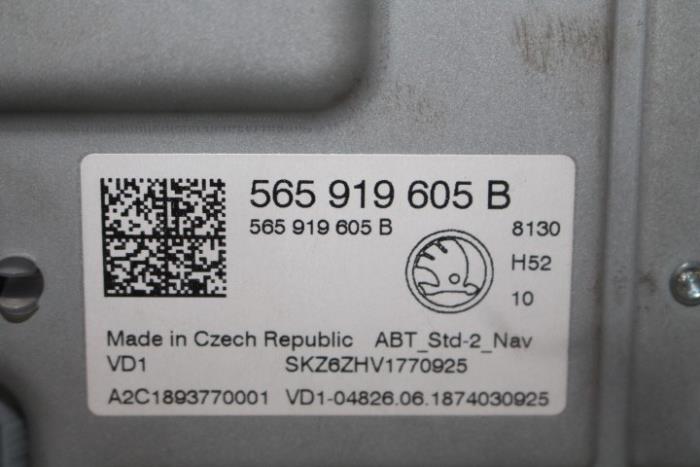 565 919 605 B
565 919 605 B
8130
H52
10
Made in Czech Republic ABT_Std-2_Nav
VD1 SKZ6ZHV1770925
A2C1893770001 VD1-04826.06.1874030925